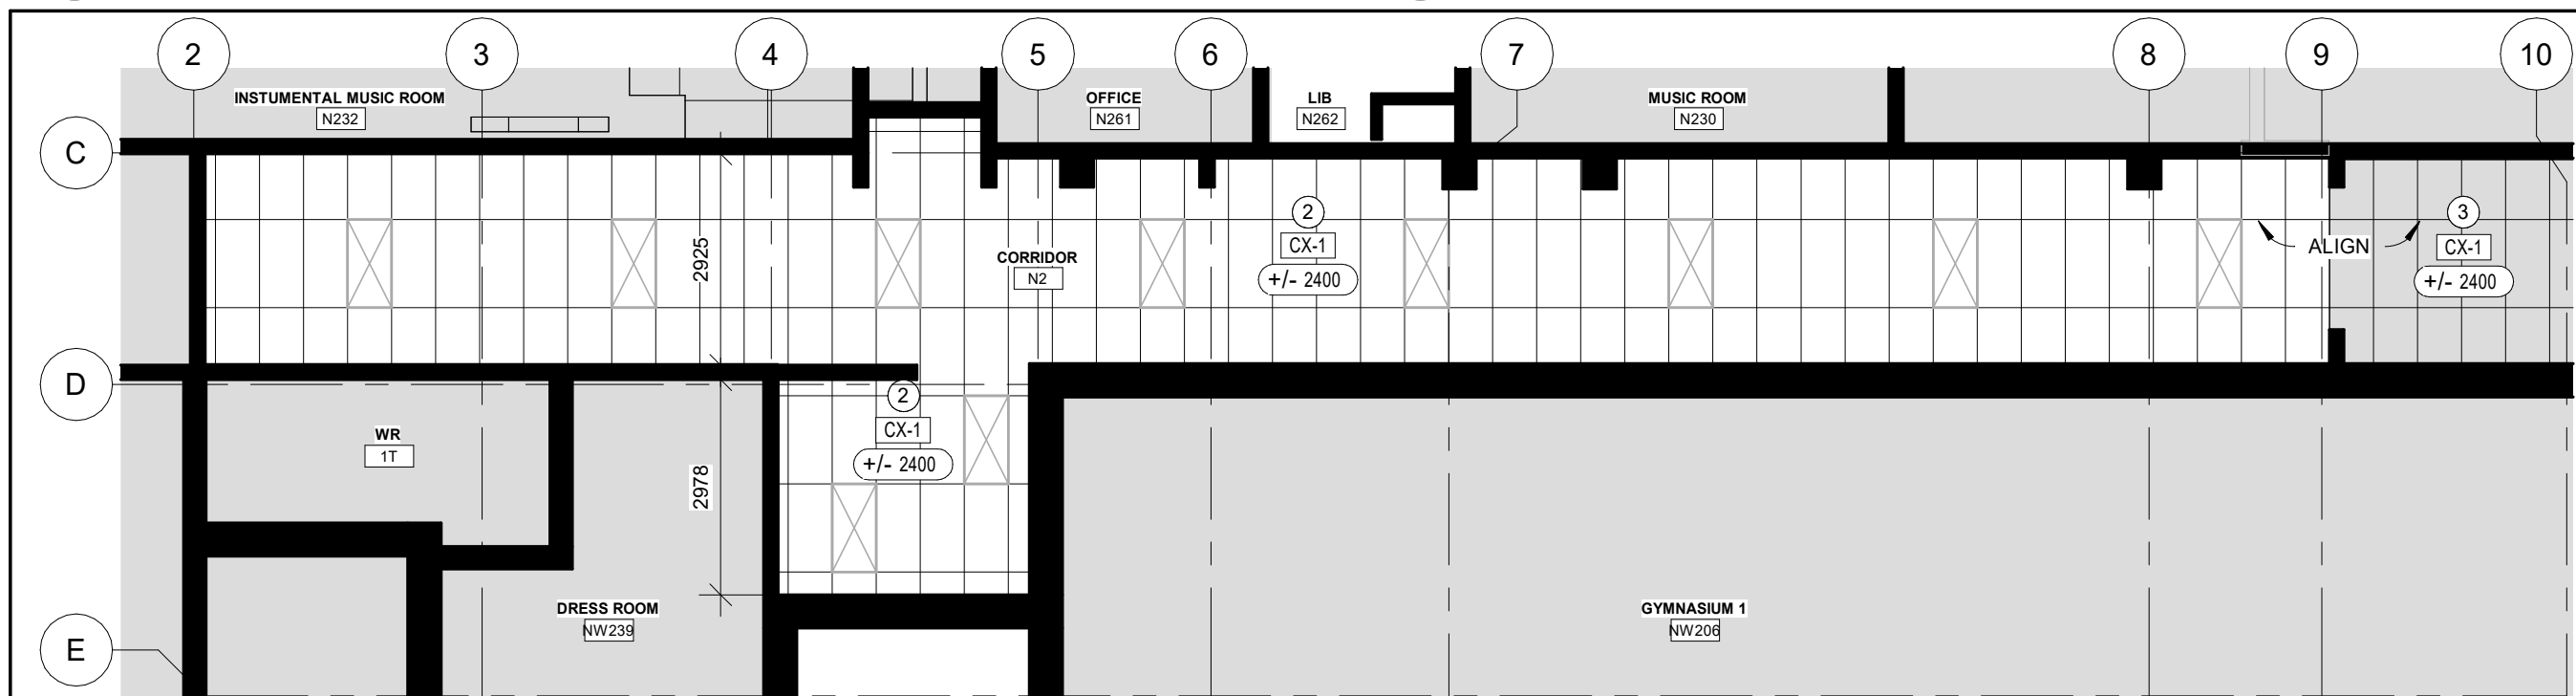 2
3
4
5
6
7
8
9
10
INSTUMENTAL MUSIC ROOM
N232
OFFICE
N261
LIB
N262
MUSIC ROOM
N230
C
2
CX-1
+/- 2400
3
CX-1
+/- 2400
ALIGN
2925
CORRIDOR
N2
D
2
CX-1
+/- 2400
WR
1T
2978
DRESS ROOM
NW239
GYMNASIUM 1
NW206
E